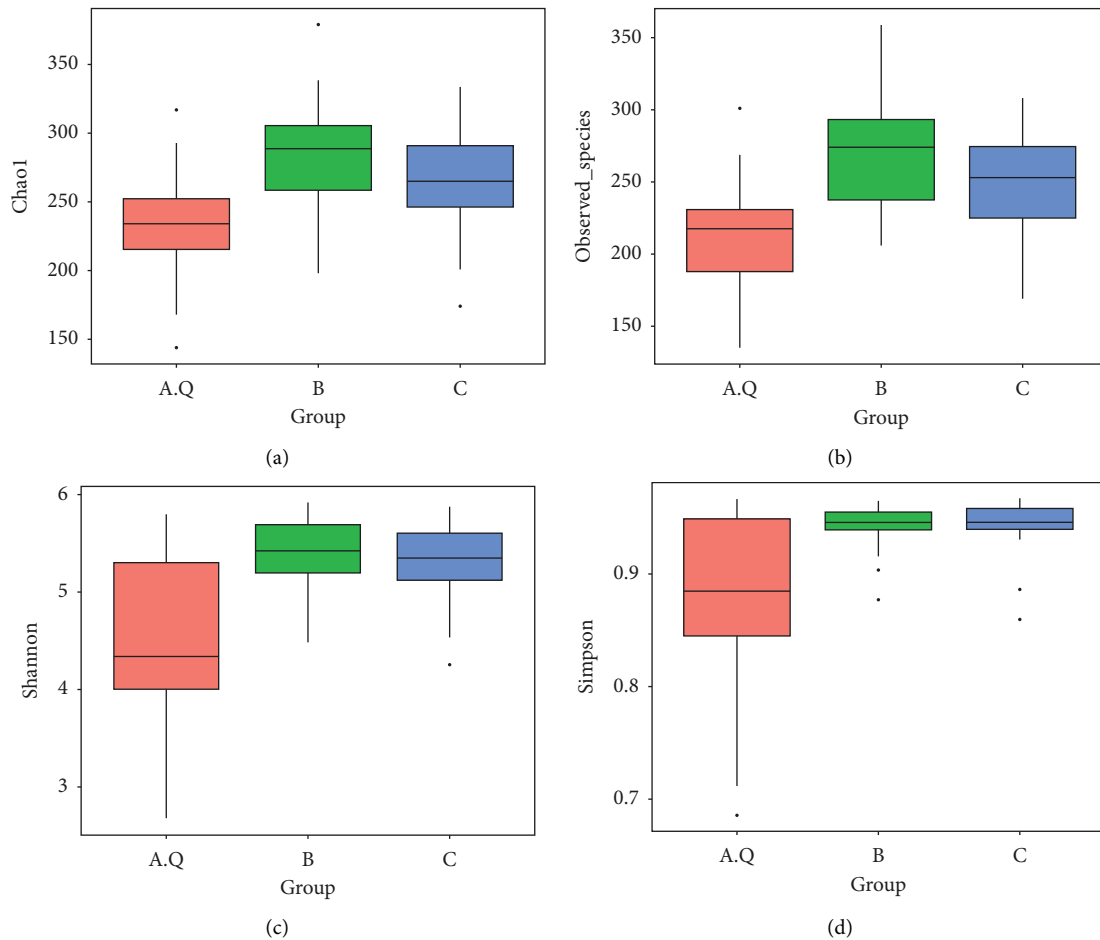 Chao1
350
300
250
200
150
A.Q B C
Group
(a)
Observed_species
350
300
250
200
150
A.Q B C
Group
(b)
Shannon
6
5
4
3
A.Q B C
Group
(c)
Simpson
0.9
0.8
0.7
A.Q B C
Group
(d)